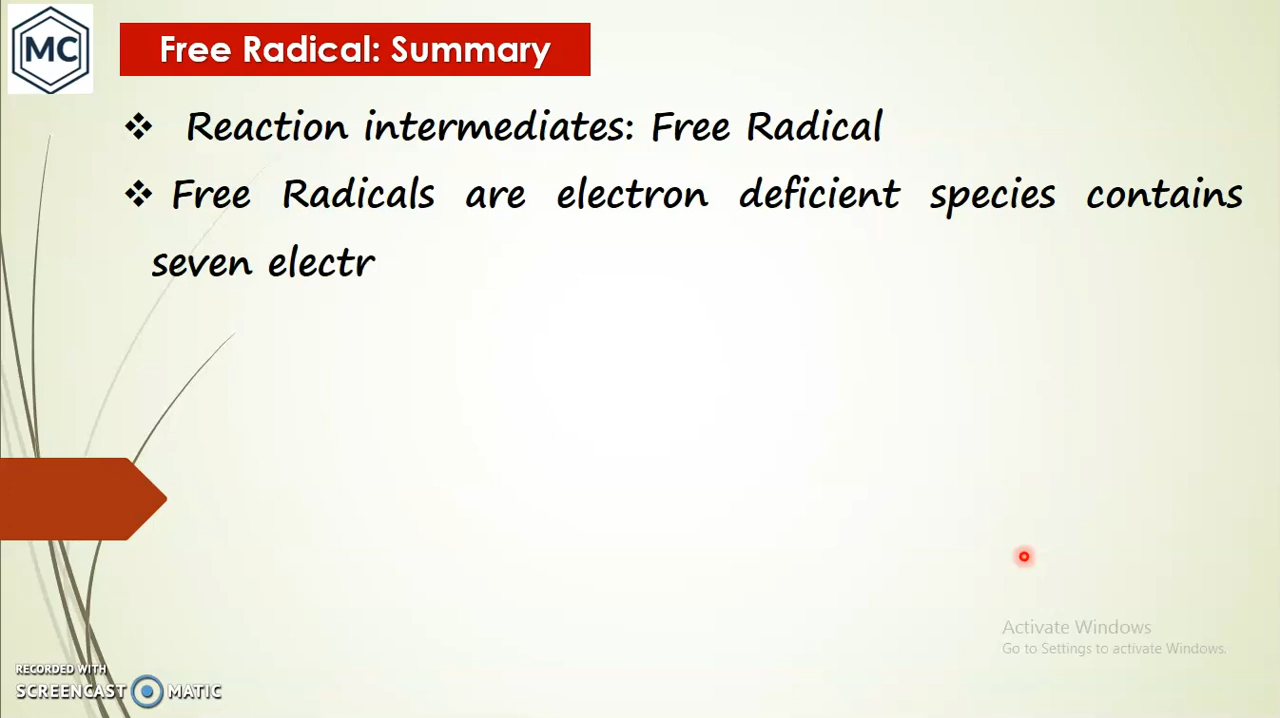 MC
Free Radical: Summary
❖ Reaction intermediates: Free Radical
❖ Free Radicals are electron deficient species contains
seven electr
Activate Windows
Go to Settings to activate Windows.
RECORDED WITH
SCREENCAST MATIC